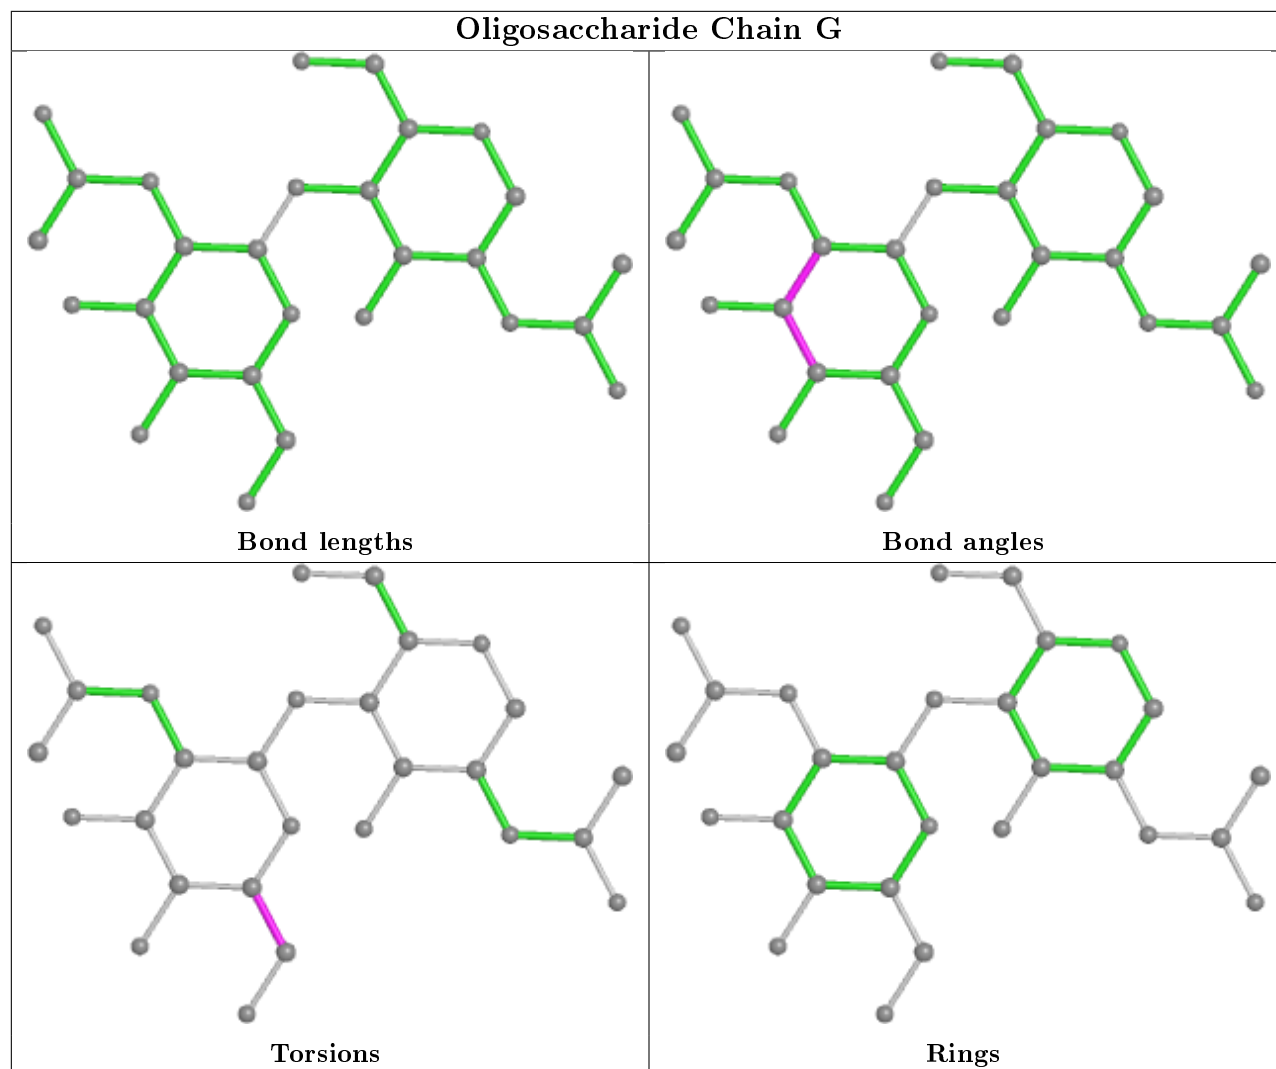 Oligosaccharide Chain G
Bond lengths
Bond angles
Torsions
Rings